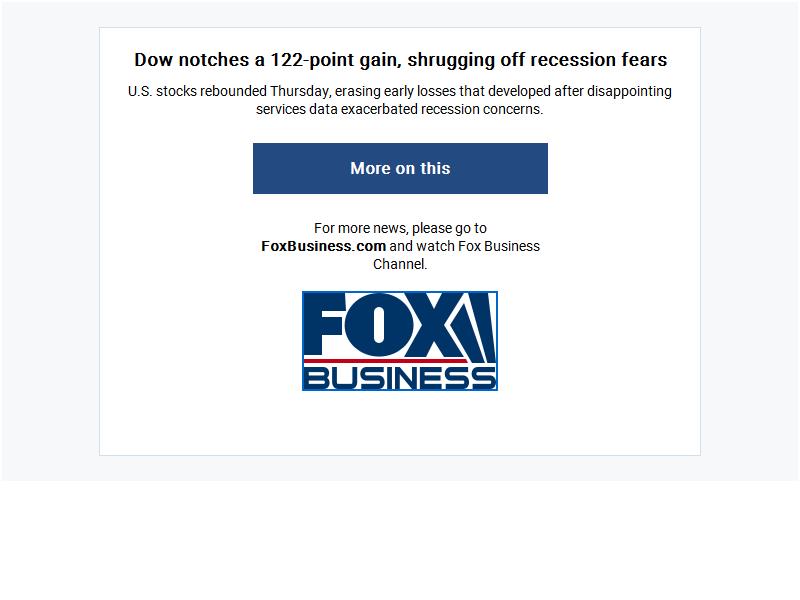 Dow notches a 122-point gain, shrugging off recession fears
U.S. stocks rebounded Thursday, erasing early losses that developed after disappointing
services data exacerbated recession concerns.
More on this
For more news, please go to
FoxBusiness.com and watch Fox Business
Channel.
FOX
BUSINESS